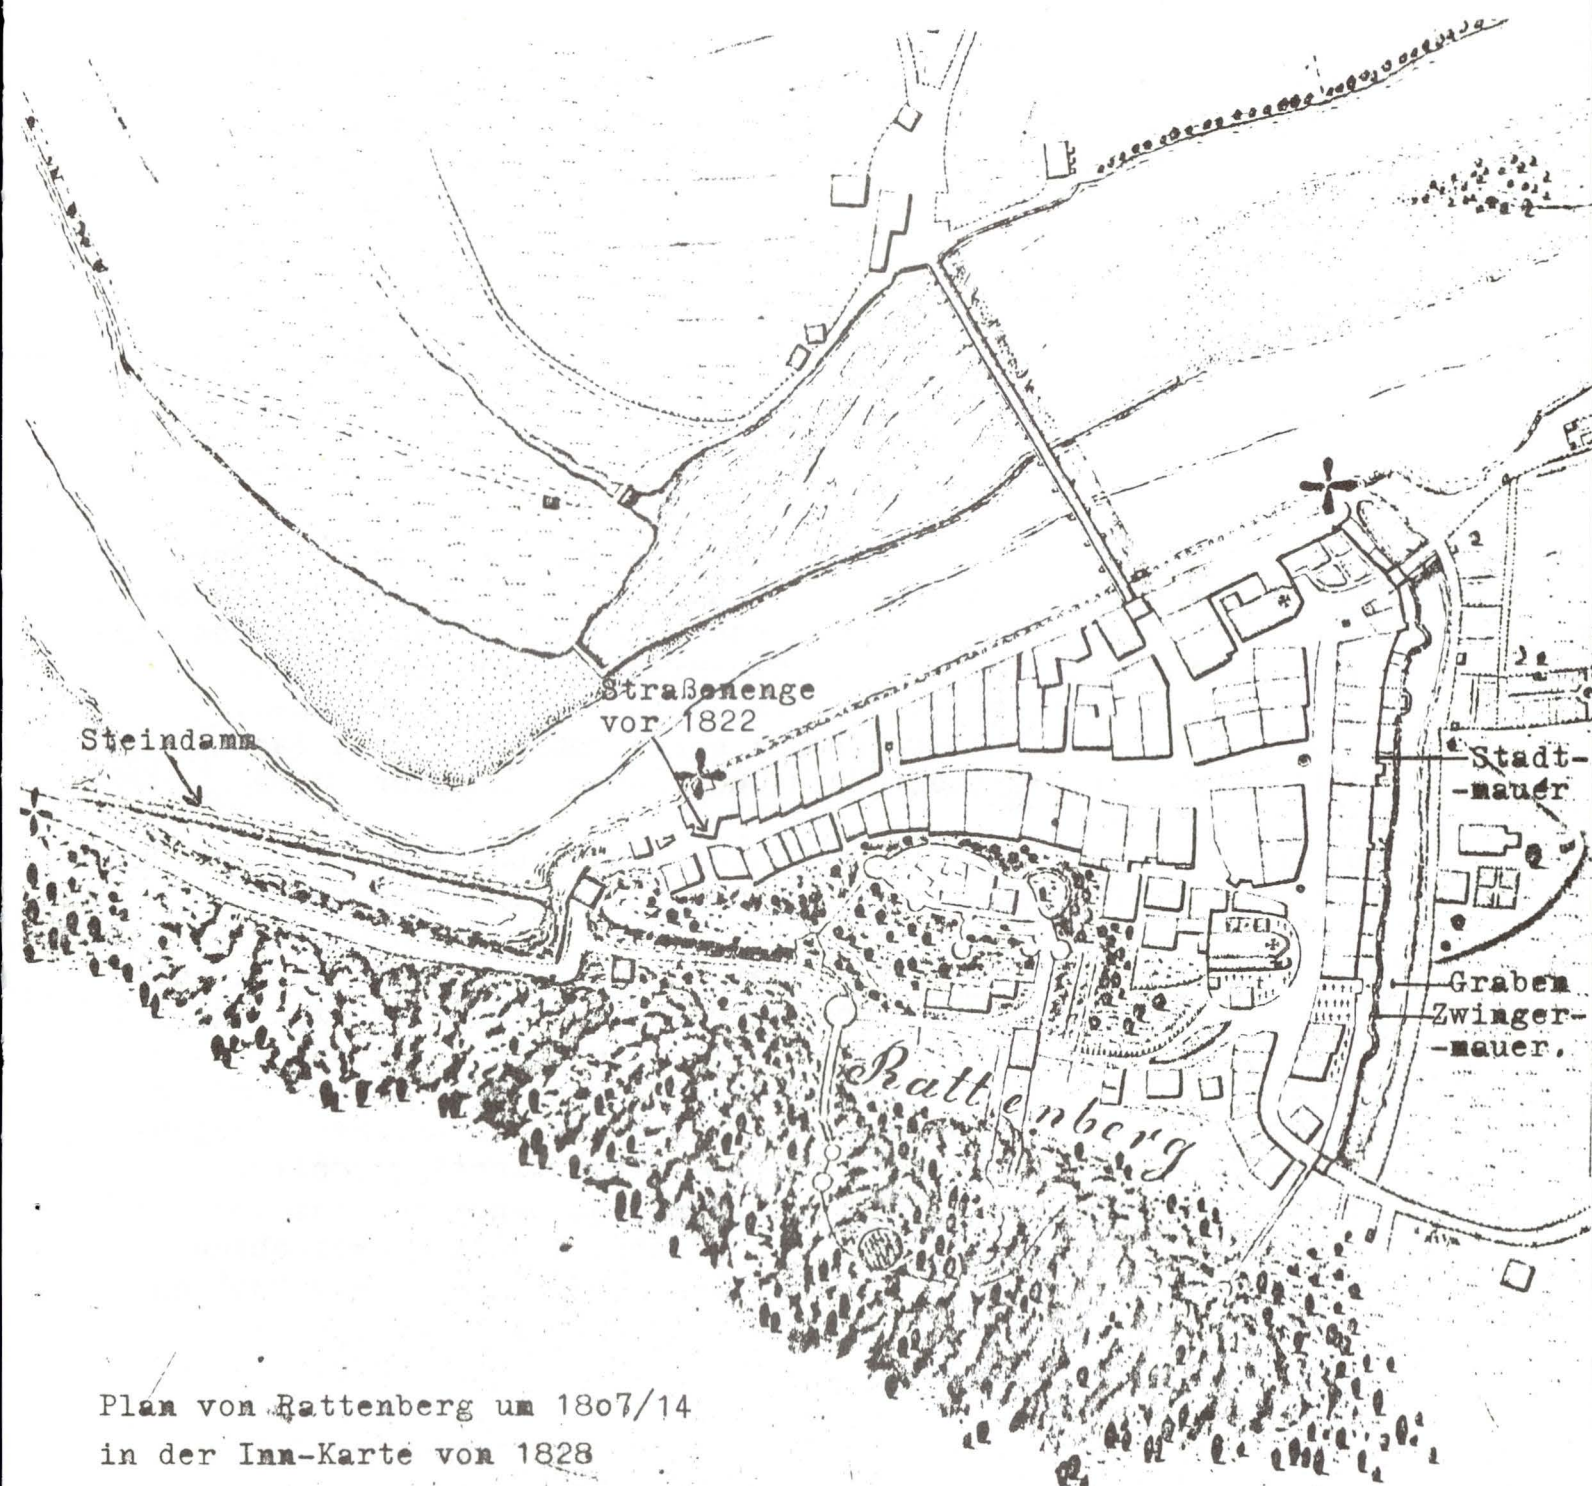 Straßenenge
vor 1822
Steindamm
Stadt-
-mauer
Graben
Zwinger-
-mauer.
Rattenberg
Plan von Rattenberg um 18o7/14
in der Inn-Karte von 1828